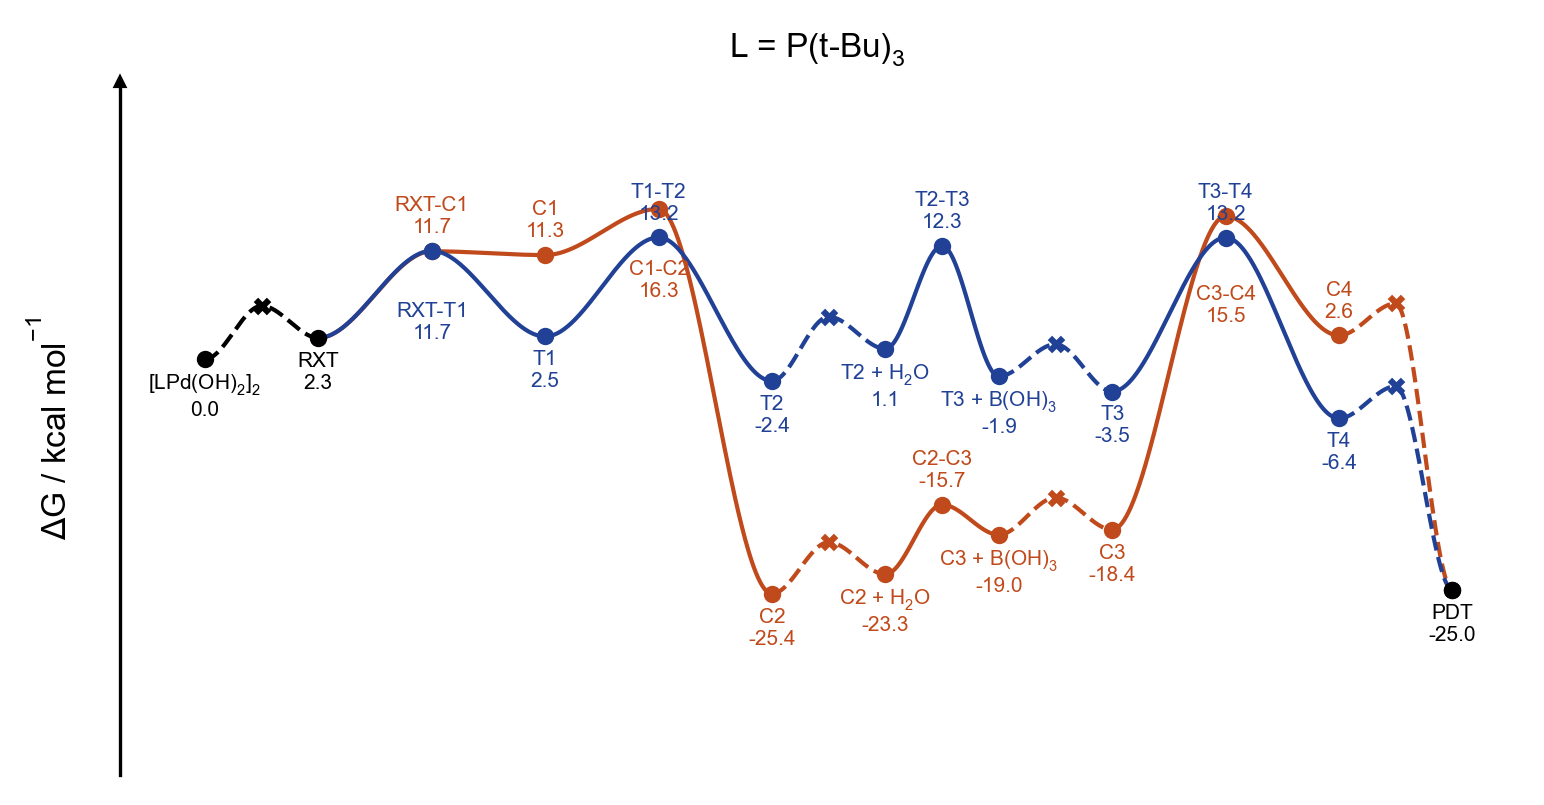 L = P(t-Bu)₃
ΔG / kcal mol⁻¹
[LPd(OH)₂]₂
0.0
RXT
2.3
RXT-C1
11.7
RXT-T1
11.7
C1
11.3
T1
2.5
T1-T2
13.2
C1-C2
16.3
T2
-2.4
C2
-25.4
T2 + H₂O
1.1
C2 + H₂O
-23.3
T2-T3
12.3
C2-C3
-15.7
T3 + B(OH)₃
-1.9
C3 + B(OH)₃
-19.0
T3
-3.5
C3
-18.4
T3-T4
13.2
C3-C4
15.5
C4
2.6
T4
-6.4
PDT
-25.0